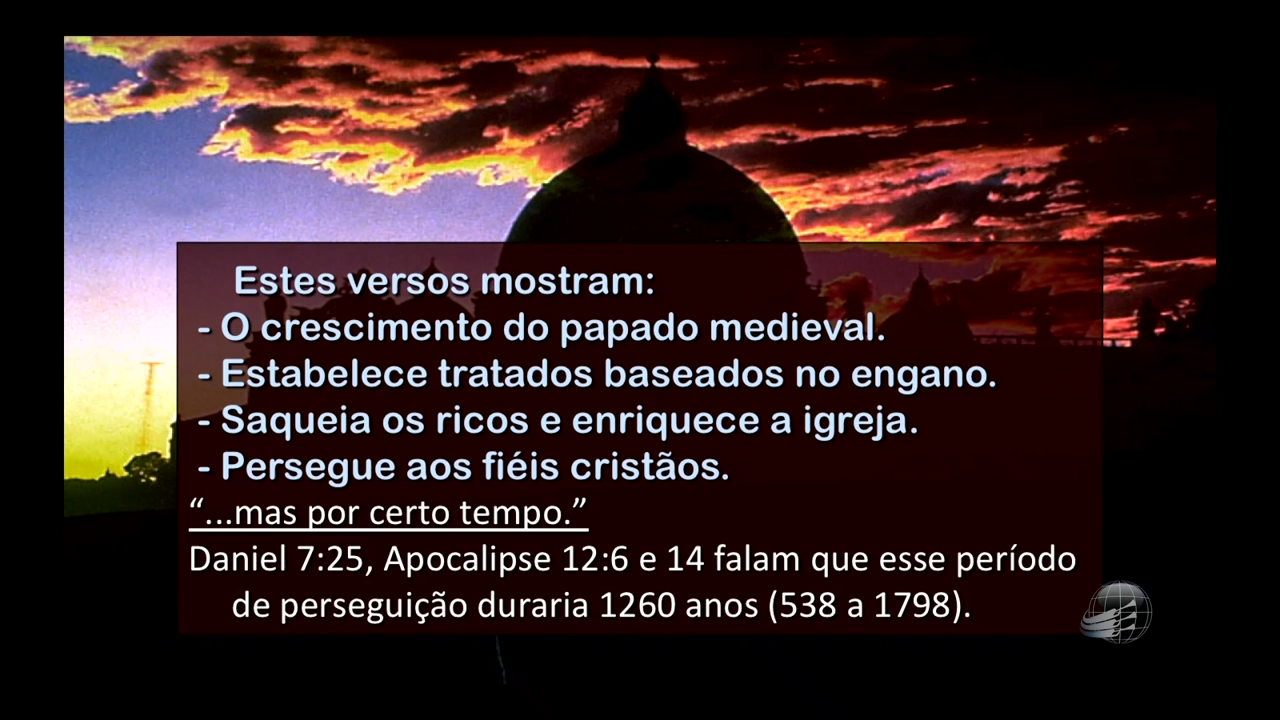 Estes versos mostram:
- O crescimento do papado medieval.
- Estabelece tratados baseados no engano.
- Saqueia os ricos e enriquece a igreja.
- Persegue aos fiéis cristãos.
“...mas por certo tempo.”
Daniel 7:25, Apocalipse 12:6 e 14 falam que esse período
de perseguição duraria 1260 anos (538 a 1798).